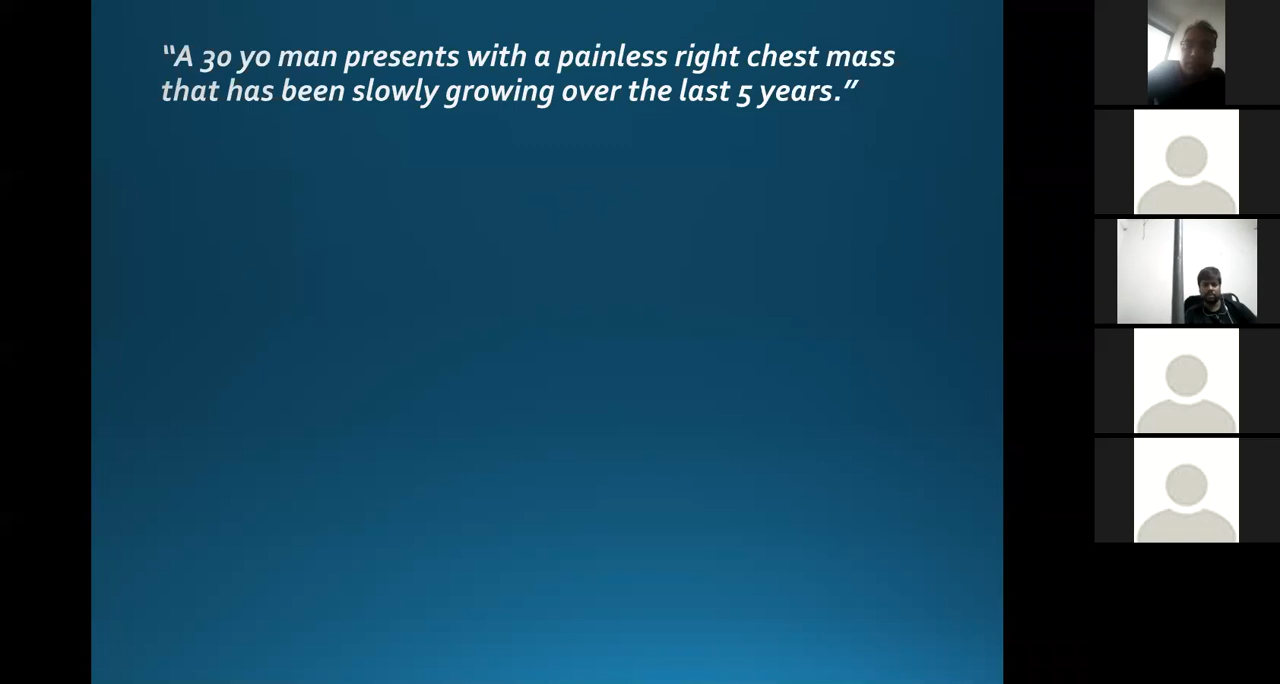 “A 30 yo man presents with a painless right chest mass
that has been slowly growing over the last 5 years.”